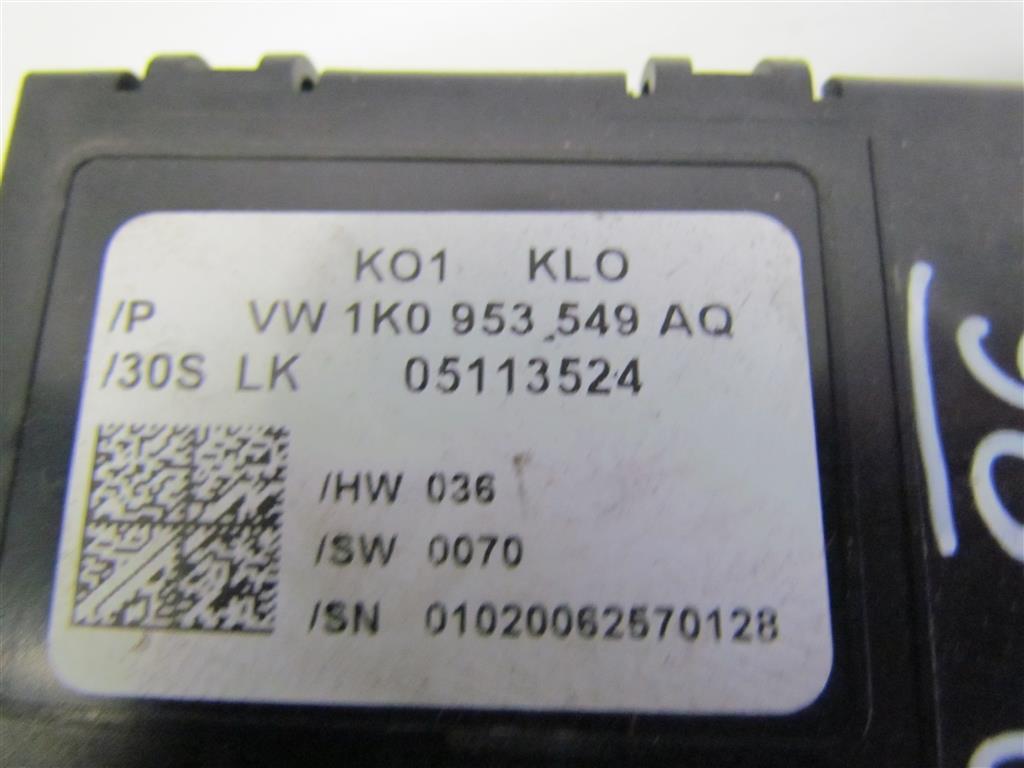 KO1 KLO
/P VW 1K0 953 549 AQ
/30S LK 05113524
/HW 036
/SW 0070
/SN 01020062570128